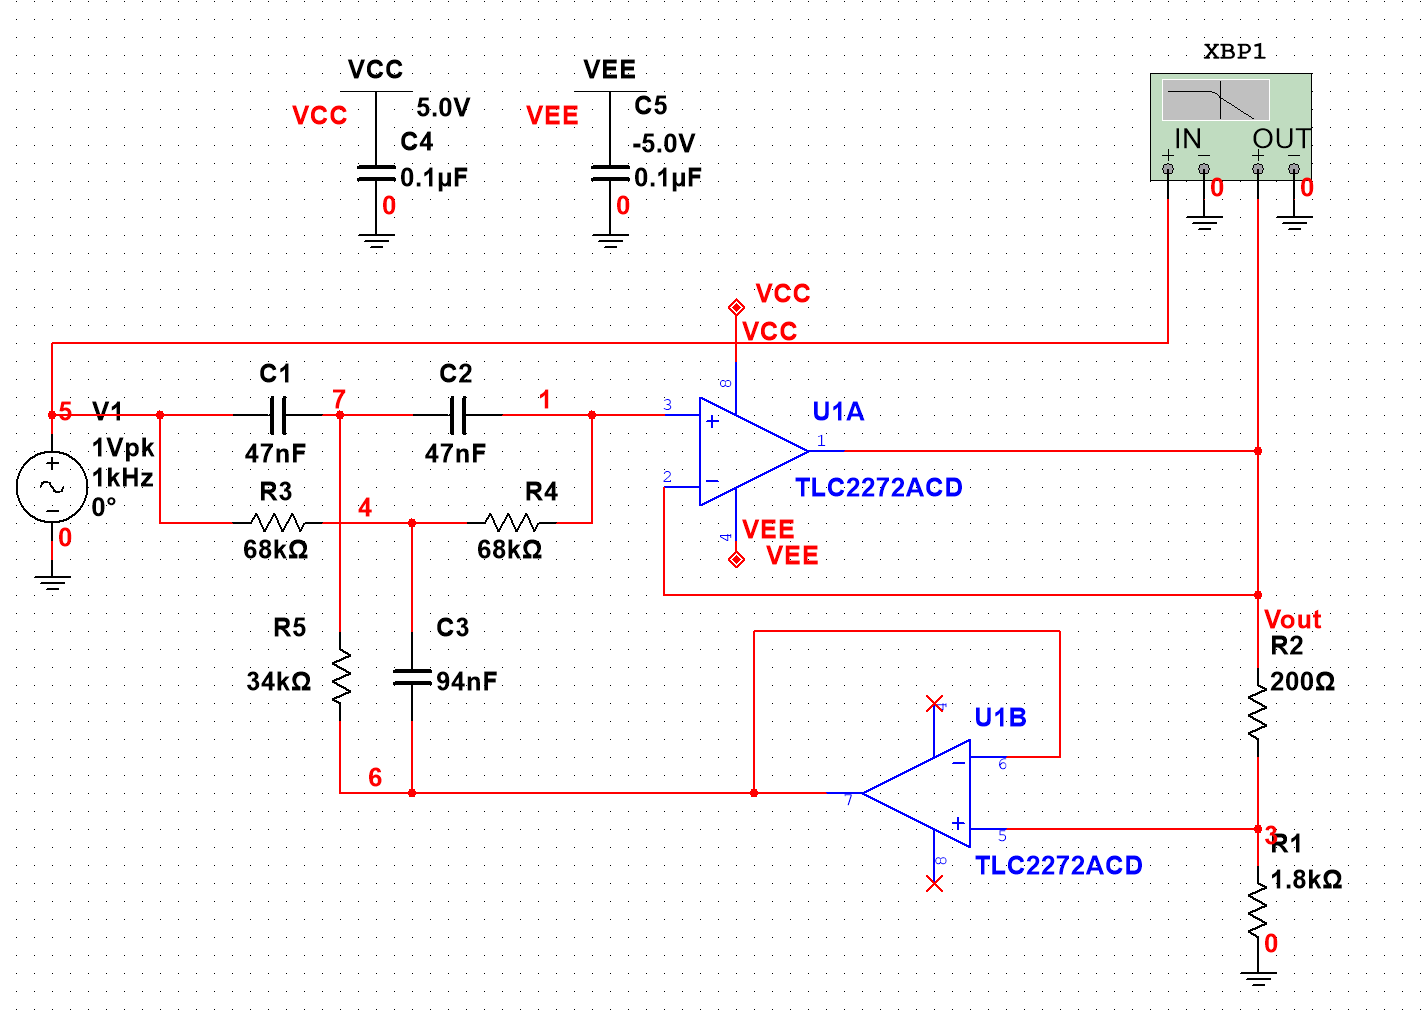 XBP1
IN OUT
+ − + −
0 0
VCC
VCC
5.0V
C4
0.1µF
0
VEE
VEE
C5
-5.0V
0.1µF
0
VCC
VCC
8
C1
7
C2
1
3
+
U1A
1
5
V1
47nF
47nF
1Vpk
1kHz
0°
+
−
0
R3
4
R4
68kΩ
68kΩ
2
−
TLC2272ACD
4
VEE
VEE
Vout
R2
200Ω
R5
34kΩ
C3
94nF
4
U1B
−
6
6
7
+
5
8
TLC2272ACD
3
R1
1.8kΩ
0